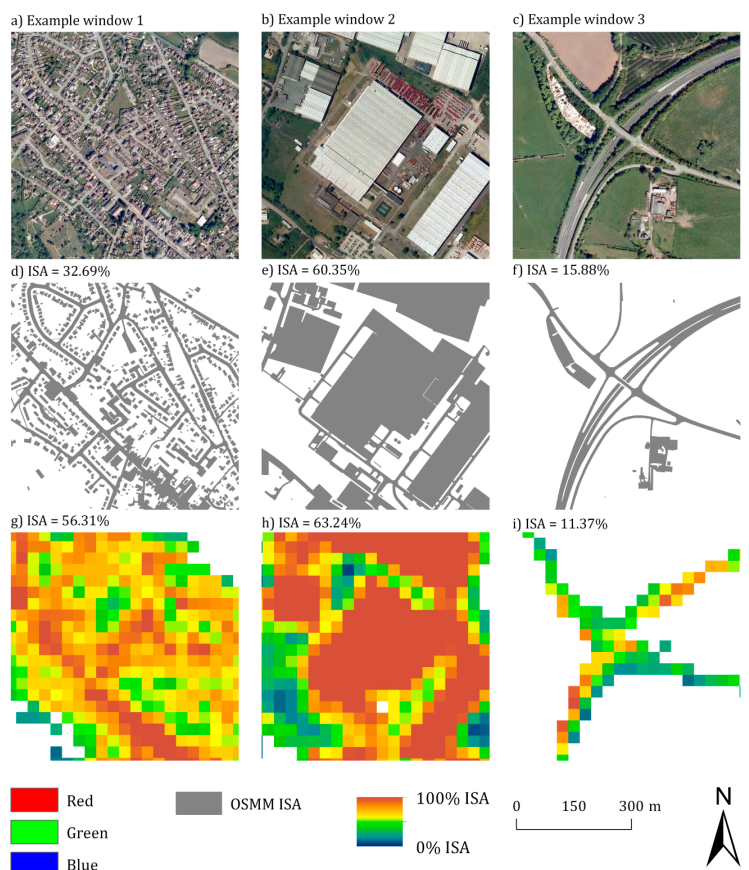 a) Example window 1
b) Example window 2
c) Example window 3
d) ISA = 32.69%
e) ISA = 60.35%
f) ISA = 15.88%
g) ISA = 56.31%
h) ISA = 63.24%
i) ISA = 11.37%
Red
Green
Blue
OSMM ISA
100% ISA
0% ISA
0 150 300 m
N